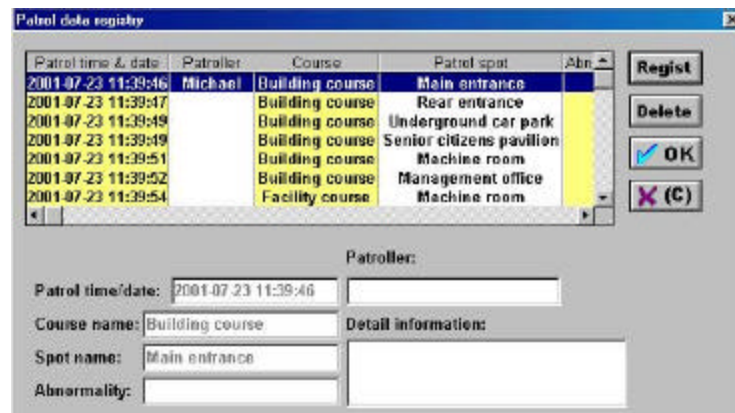 Patrol data registry
Patrol time & date Patroller Course Patrol spot Abn
2001-07-23 11:39:46 Michael Building course Main entrance
2001-07-23 11:39:47 Building course Rear entrance
2001-07-23 11:39:49 Building course Underground car park
2001-07-23 11:39:49 Building course Senior citizens pavilion
2001-07-23 11:39:51 Building course Machine room
2001-07-23 11:39:52 Building course Management office
2001-07-23 11:39:54 Facility course Machine room
Regist
Delete
OK
(C)
Patroller:
Patrol time/date: 2001-07-23 11:39:46
Course name: Building course
Detail information:
Spot name: Main entrance
Abnormality: